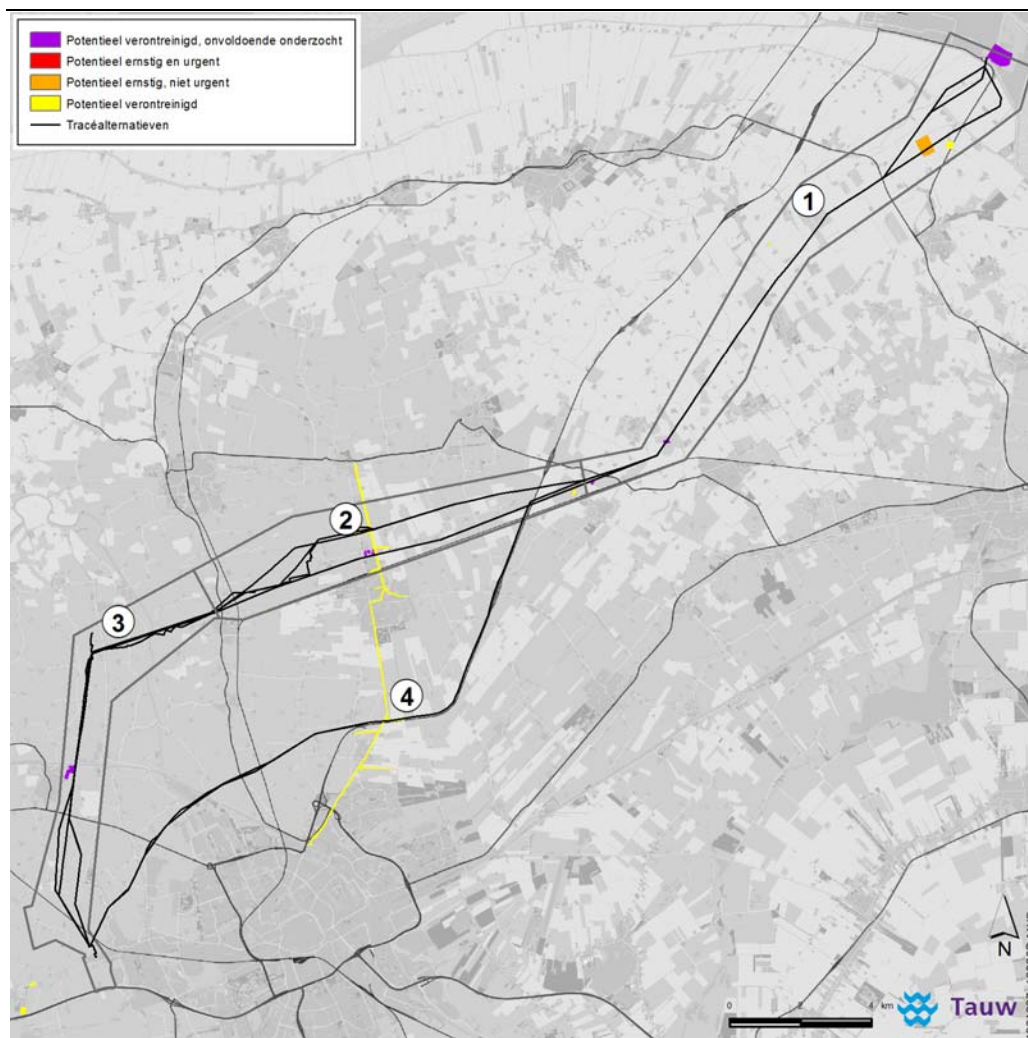 Potentieel verontreinigd, onvoldoende onderzocht
Potentieel ernstig en urgent
Potentieel ernstig, niet urgent
Potentieel verontreinigd
Tracéalternatieven
1
2
3
4
N
0 2 4 km
Tauw